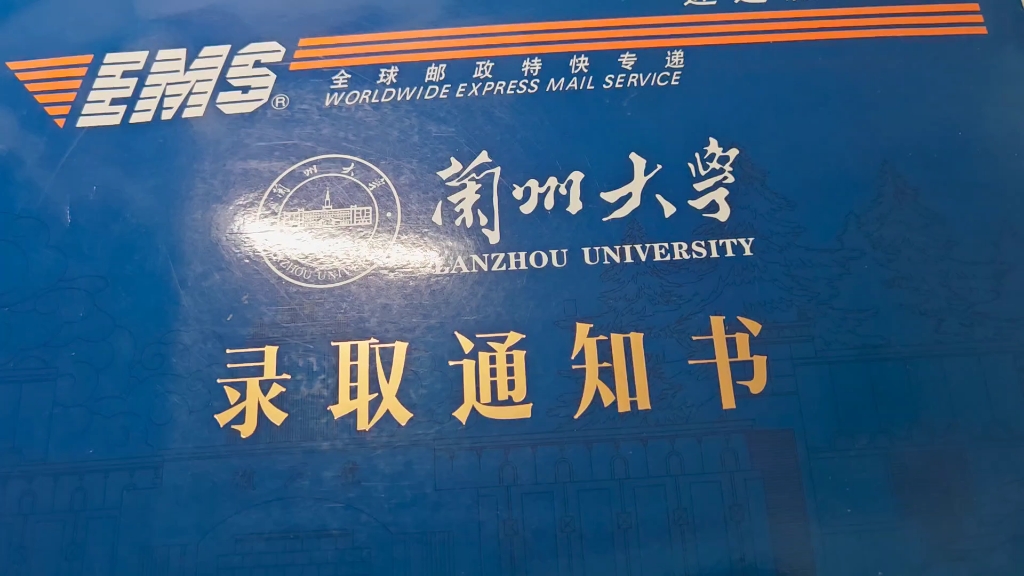 EMS®
全球邮政特快专递
WORLDWIDE EXPRESS MAIL SERVICE
兰州大学
LANZHOU UNIVERSITY
录取通知书